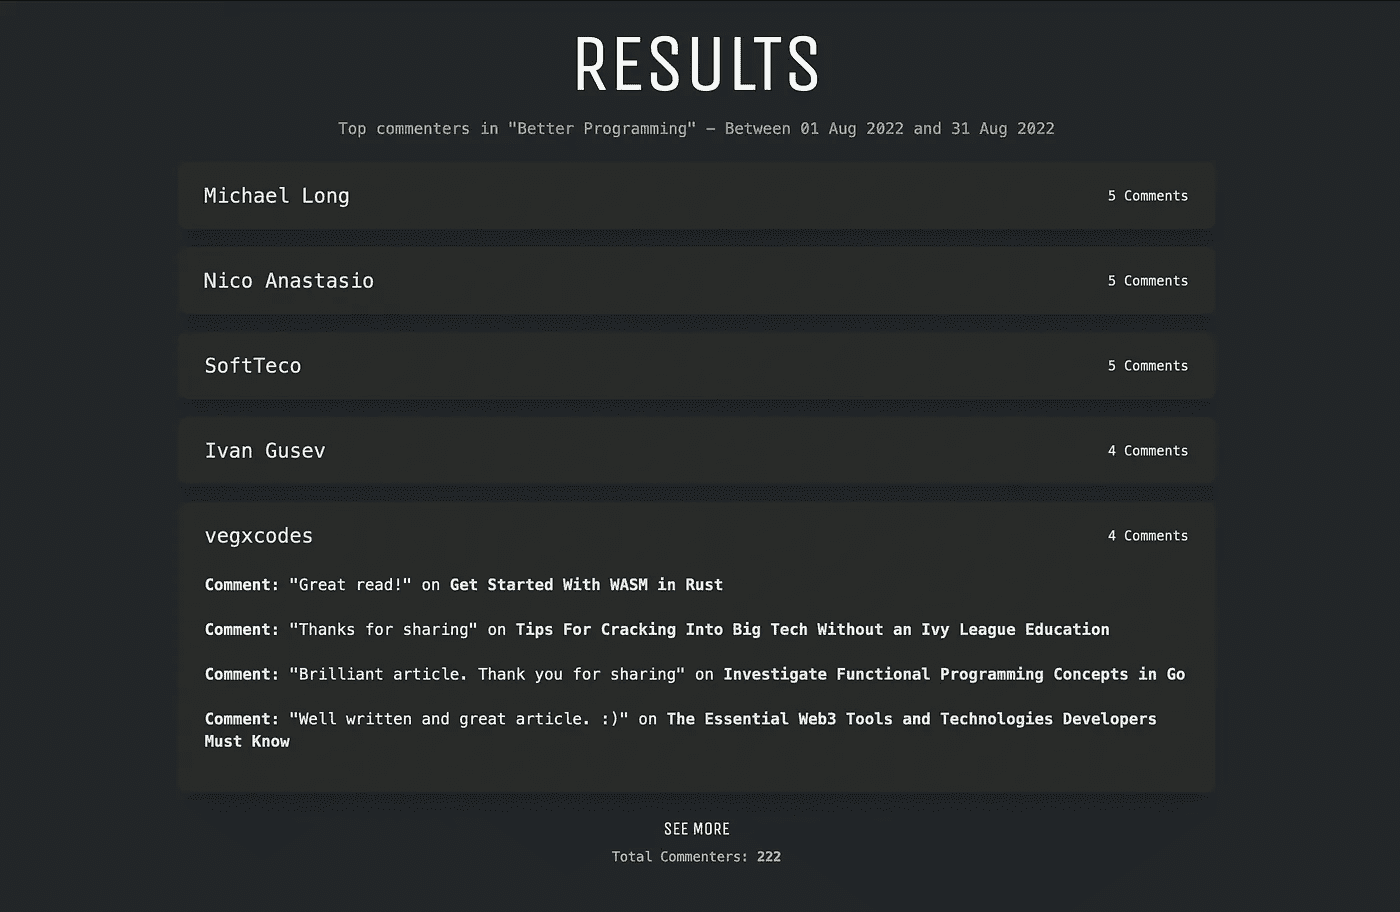 RESULTS
Top commenters in "Better Programming" – Between 01 Aug 2022 and 31 Aug 2022
Michael Long 5 Comments
Nico Anastasio 5 Comments
SoftTeco 5 Comments
Ivan Gusev 4 Comments
vegxcodes 4 Comments
Comment: "Great read!" on Get Started With WASM in Rust
Comment: "Thanks for sharing" on Tips For Cracking Into Big Tech Without an Ivy League Education
Comment: "Brilliant article. Thank you for sharing" on Investigate Functional Programming Concepts in Go
Comment: "Well written and great article. :)" on The Essential Web3 Tools and Technologies Developers
Must Know
SEE MORE
Total Commenters: 222